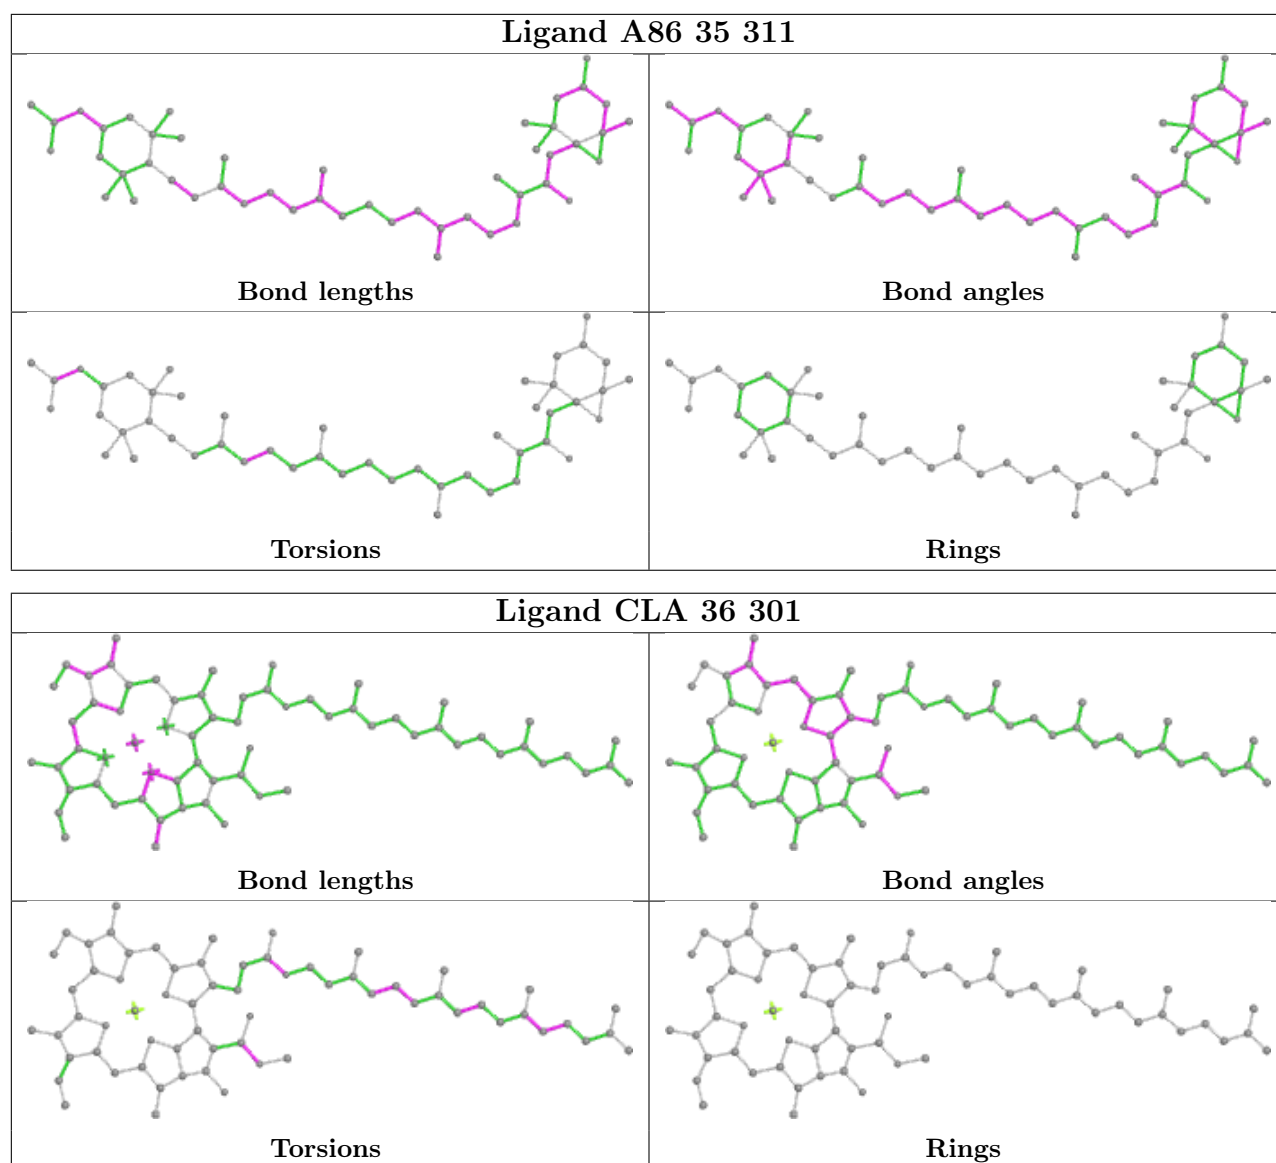 Ligand A86 35 311
Bond lengths
Bond angles
Torsions
Rings
Ligand CLA 36 301
Bond lengths
Bond angles
Torsions
Rings